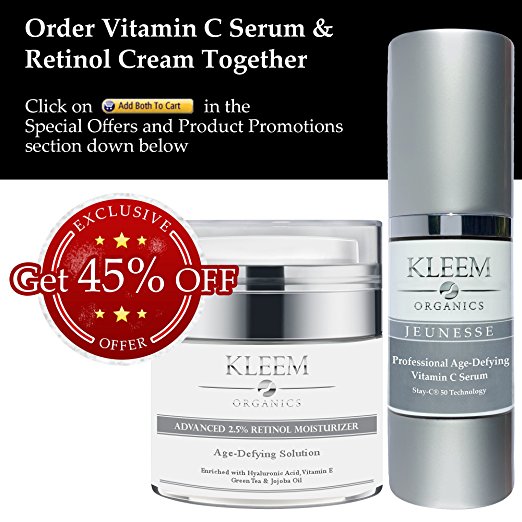 Order Vitamin C Serum &
Retinol Cream Together
Click on Add Both To Cart in the
Special Offers and Product Promotions
section down below
EXCLUSIVE
Get 45% OFF
OFFER
KLEEM
ORGANICS
ADVANCED 2.5% RETINOL MOISTURIZER
Age-Defying Solution
Enriched with Hyaluronic Acid, Vitamin E
Green Tea & Jojoba Oil
KLEEM
ORGANICS
JEUNESSE
Professional Age-Defying
Vitamin C Serum
Stay-C® 50 Technology